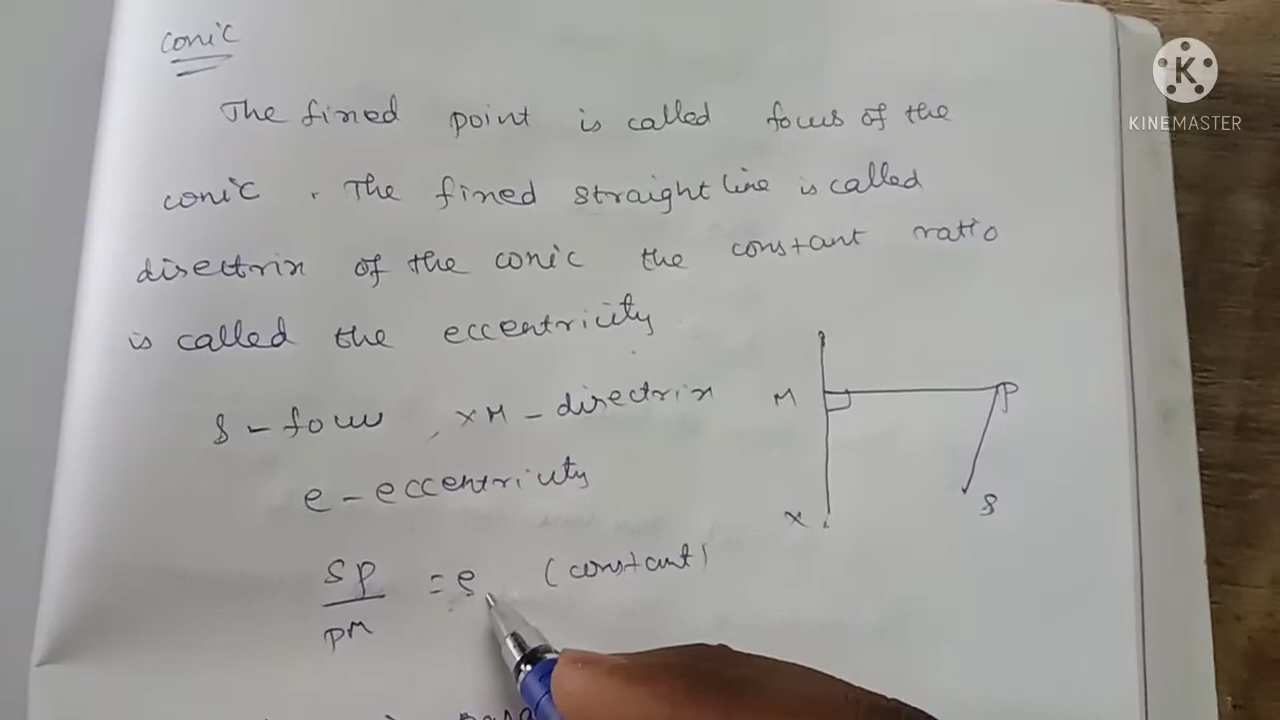 conic
The fixed point is called focus of the
conic. The fixed straight line is called
directrix of the conic the constant ratio
is called the eccentricity
S - focus, XM - directrix
e - eccentricity
SP
PM
= e (constant)
M
P
X
S
K
KINEMASTER